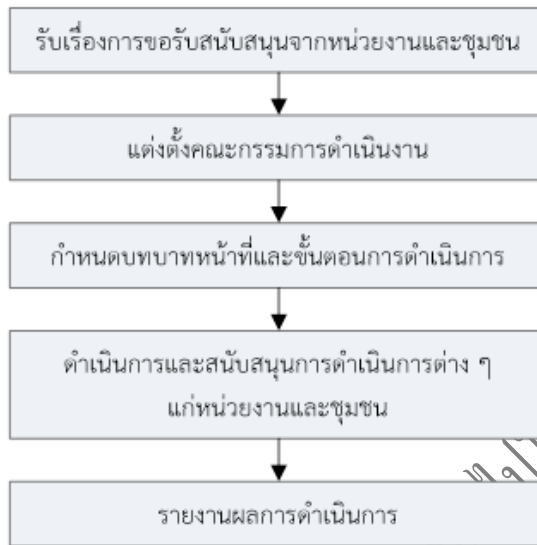 รับเรื่องการขอรับสนับสนุนจากหน่วยงานและชุมชน
แต่งตั้งคณะกรรมการดำเนินงาน
กำหนดบทบาทหน้าที่และขั้นตอนการดำเนินการ
ดำเนินการและสนับสนุนการดำเนินการต่าง ๆ
แก่หน่วยงานและชุมชน
รายงานผลการดำเนินการ